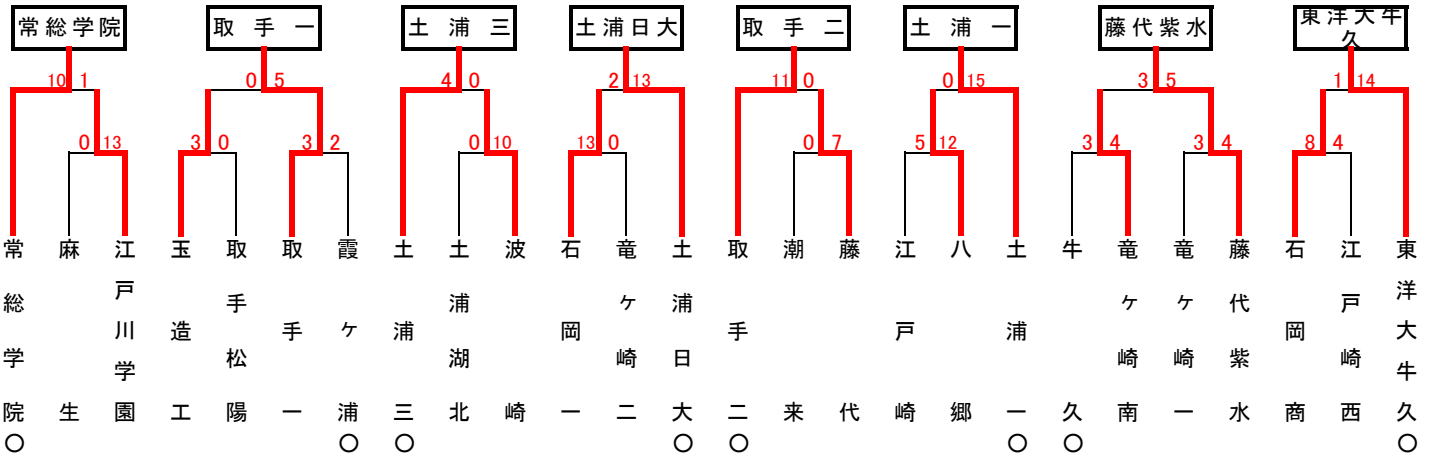 常総学院 取手一 土浦三 土浦日大 取手二 土浦一 藤代紫水 東洋大牛
久
10 1 0 5 4 0 2 13 11 0 0 15 3 5 1 14
0 13 3 0 3 2 0 10 13 0 0 7 5 12 3 4 3 4 8 4
常総学院
麻生
江戸川学園
玉造工
取手松陽
取手一
霞ヶ浦
土浦三
土浦湖北
波崎
石岡一
竜ヶ崎二
土浦日大
取手二
潮来
藤代
江戸崎
八郷
土浦一
牛久
竜ヶ崎南
竜ヶ崎一
藤代紫水
石岡商
江戸崎西
東洋大牛久
○ ○ ○ ○ ○ ○ ○ ○